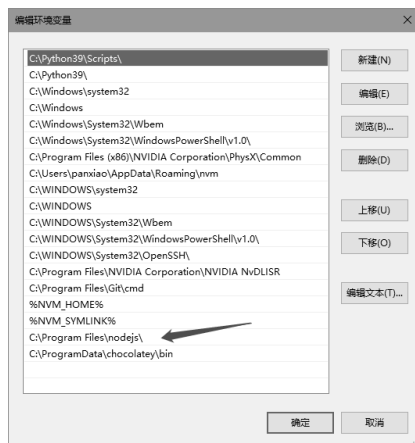 编辑环境变量
C:\Python39\Scripts\
C:\Python39\
C:\Windows\system32
C:\Windows
C:\Windows\System32\Wbem
C:\Windows\System32\WindowsPowerShell\v1.0\
C:\Program Files (x86)\NVIDIA Corporation\PhysX\Common
C:\Users\panxiao\AppData\Roaming\nvm
C:\WINDOWS\system32
C:\WINDOWS
C:\WINDOWS\System32\Wbem
C:\WINDOWS\System32\WindowsPowerShell\v1.0\
C:\WINDOWS\System32\OpenSSH\
C:\Program Files\NVIDIA Corporation\NVIDIA NvDLISR
C:\Program Files\Git\cmd
%NVM_HOME%
%NVM_SYMLINK%
C:\Program Files\nodejs\
C:\ProgramData\chocolatey\bin
新建(N)
编辑(E)
浏览(B)...
删除(D)
上移(U)
下移(O)
编辑文本(T)...
确定
取消